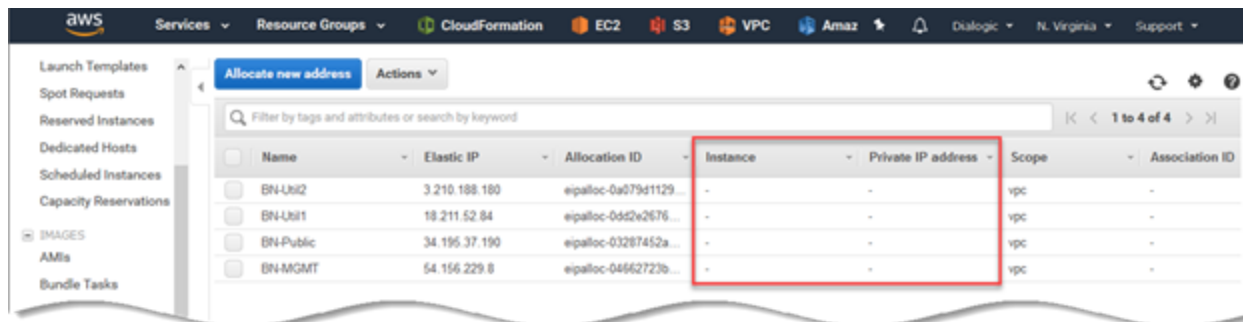 aws Services Resource Groups CloudFormation EC2 S3 VPC Amaz Dialogic N. Virginia Support
Launch Templates
Spot Requests
Reserved Instances
Dedicated Hosts
Scheduled Instances
Capacity Reservations
IMAGES
AMIs
Bundle Tasks
Allocate new address Actions
Filter by tags and attributes or search by keyword 1 to 4 of 4
Name Elastic IP Allocation ID Instance Private IP address Scope Association ID
BN-Util2 3.210.188.180 eipalloc-0a079d1129... - - vpc -
BN-Util1 18.211.52.84 eipalloc-0dd2e2676... - - vpc -
BN-Public 34.195.37.190 eipalloc-03287452a... - - vpc -
BN-MGMT 54.156.229.8 eipalloc-04662723b... - - vpc -